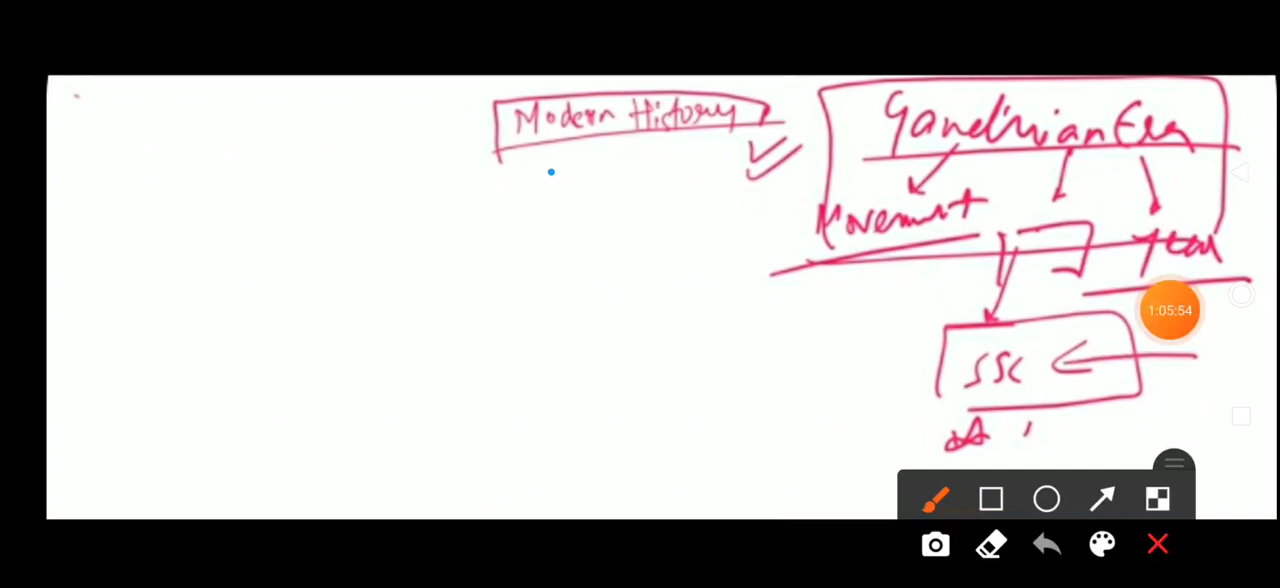 Modern History
Gandhian Era
Movement
Year
1:05:54
SSC